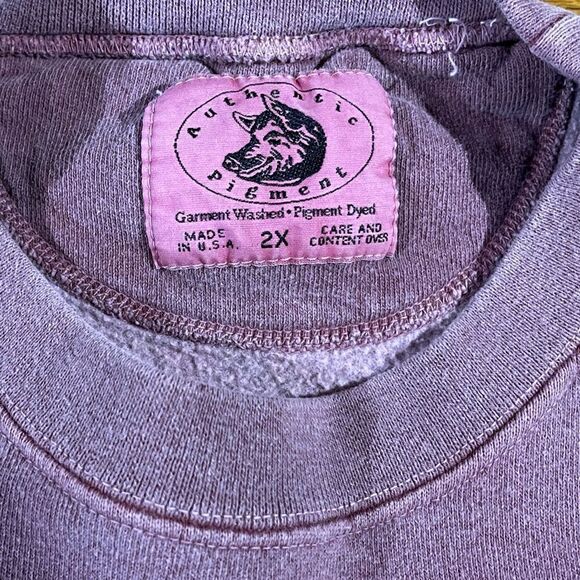 Authentic
Pigment
Garment Washed • Pigment Dyed
MADE IN U.S.A. 2X CARE AND CONTENT OVER